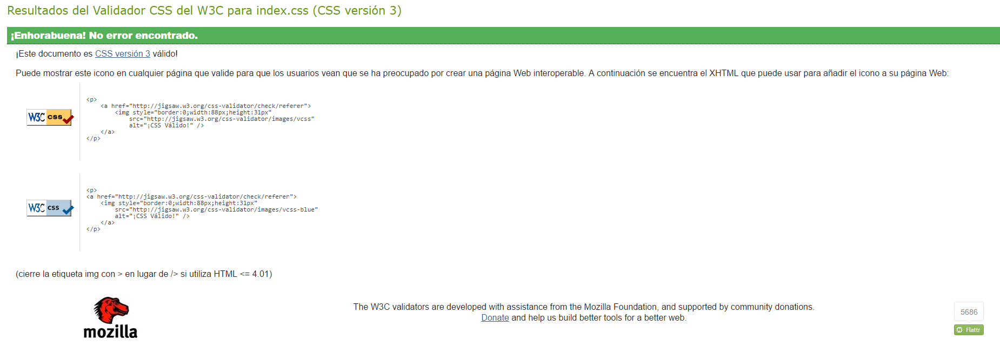 Resultados del Validador CSS del W3C para index.css (CSS versión 3)
¡Enhorabuena! No error encontrado.
¡Este documento es CSS versión 3 válido!
Puede mostrar este icono en cualquier página que valide para que los usuarios vean que se ha preocupado por crear una página Web interoperable. A continuación se encuentra el XHTML que puede usar para añadir el icono a su página Web:
W3C css
<p>
<a href="http://jigsaw.w3.org/css-validator/check/referer">
<img style="border:0;width:88px;height:31px"
src="http://jigsaw.w3.org/css-validator/images/vcss"
alt="¡CSS Válido!" />
</a>
</p>
W3C css
<p>
<a href="http://jigsaw.w3.org/css-validator/check/referer">
<img style="border:0;width:88px;height:31px"
src="http://jigsaw.w3.org/css-validator/images/vcss-blue"
alt="¡CSS Válido!" />
</a>
</p>
(cierre la etiqueta img con > en lugar de /> si utiliza HTML <= 4.01)
mozilla
The W3C validators are developed with assistance from the Mozilla Foundation, and supported by community donations.
Donate and help us build better tools for a better web.
5686
Flattr